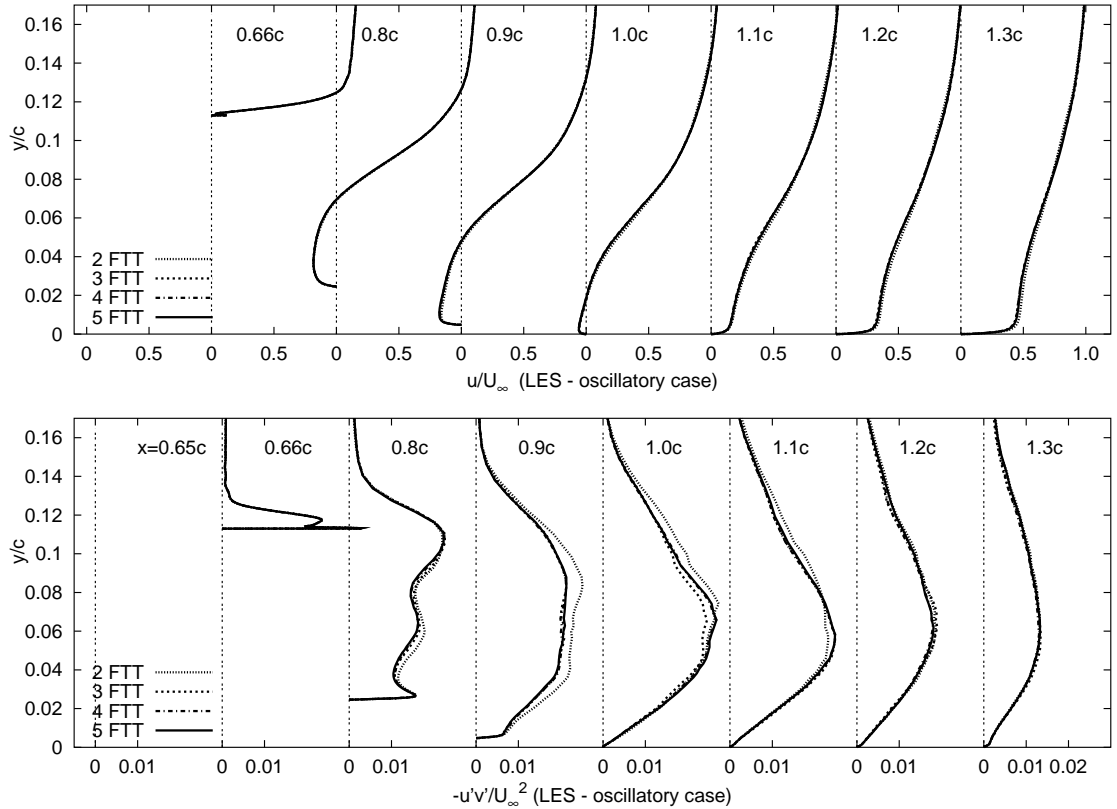 0.16
0.66c 0.8c 0.9c 1.0c 1.1c 1.2c 1.3c
0.14
0.12
0.1
y/c
0.08
0.06
0.04
2 FTT
3 FTT
0.02
4 FTT
5 FTT
0
0 0.5 0 0.5 0 0.5 0 0.5 0 0.5 0 0.5 0 0.5 0 0.5 1.0
u/U∞ (LES - oscillatory case)
0.16
x=0.65c 0.66c 0.8c 0.9c 1.0c 1.1c 1.2c 1.3c
0.14
0.12
0.1
y/c
0.08
0.06
0.04
2 FTT
3 FTT
0.02
4 FTT
5 FTT
0
0 0.01 0 0.01 0 0.01 0 0.01 0 0.01 0 0.01 0 0.01 0 0.01 0.02
-u'v'/U∞² (LES - oscillatory case)